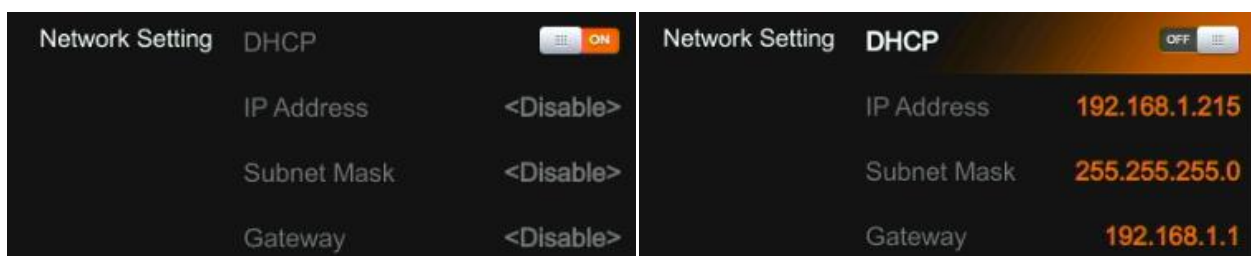 Network Setting DHCP ON
IP Address <Disable>
Subnet Mask <Disable>
Gateway <Disable>
Network Setting DHCP OFF
IP Address 192.168.1.215
Subnet Mask 255.255.255.0
Gateway 192.168.1.1